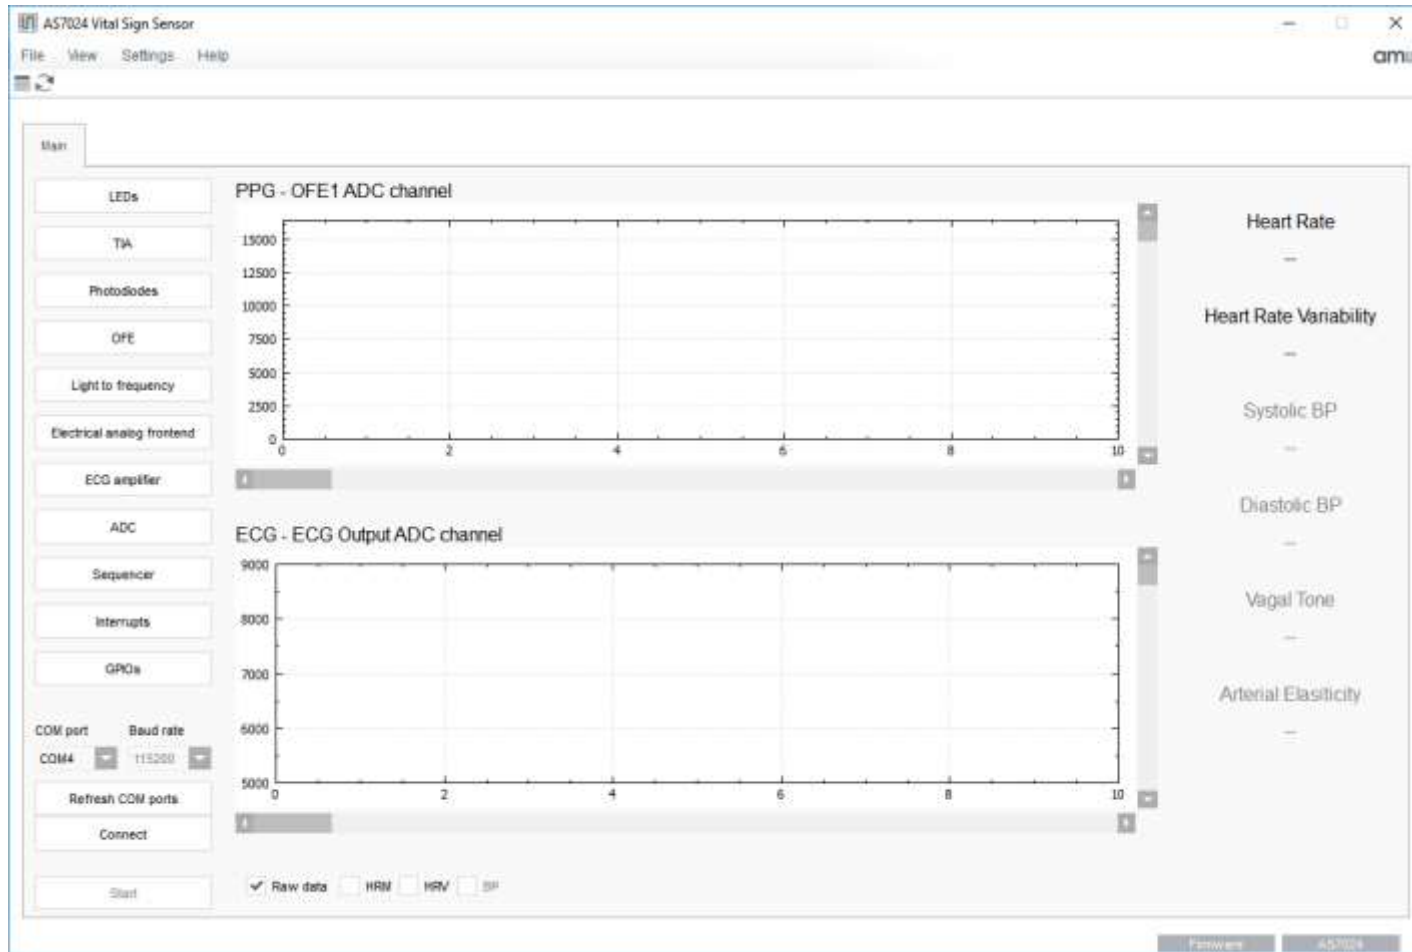 AS7024 Vital Sign Sensor
File View Settings Help
am
Main
LEDs
TIA
Photodiodes
OFE
Light to frequency
Electrical analog frontend
ECG amplifier
ADC
Sequencer
Interrupts
GPIOs
COM port Baud rate
COM4 115200
Refresh COM ports
Connect
Start
PPG - OFE1 ADC channel
15000
12500
10000
7500
5000
2500
0
0 2 4 6 8 10
ECG - ECG Output ADC channel
9000
8000
7000
6000
5000
0 2 4 6 8 10
Raw data HRM HRV BP
Heart Rate
--
Heart Rate Variability
--
Systolic BP
--
Diastolic BP
--
Vagal Tone
--
Arterial Elasiticity
--
Firmware AS7024